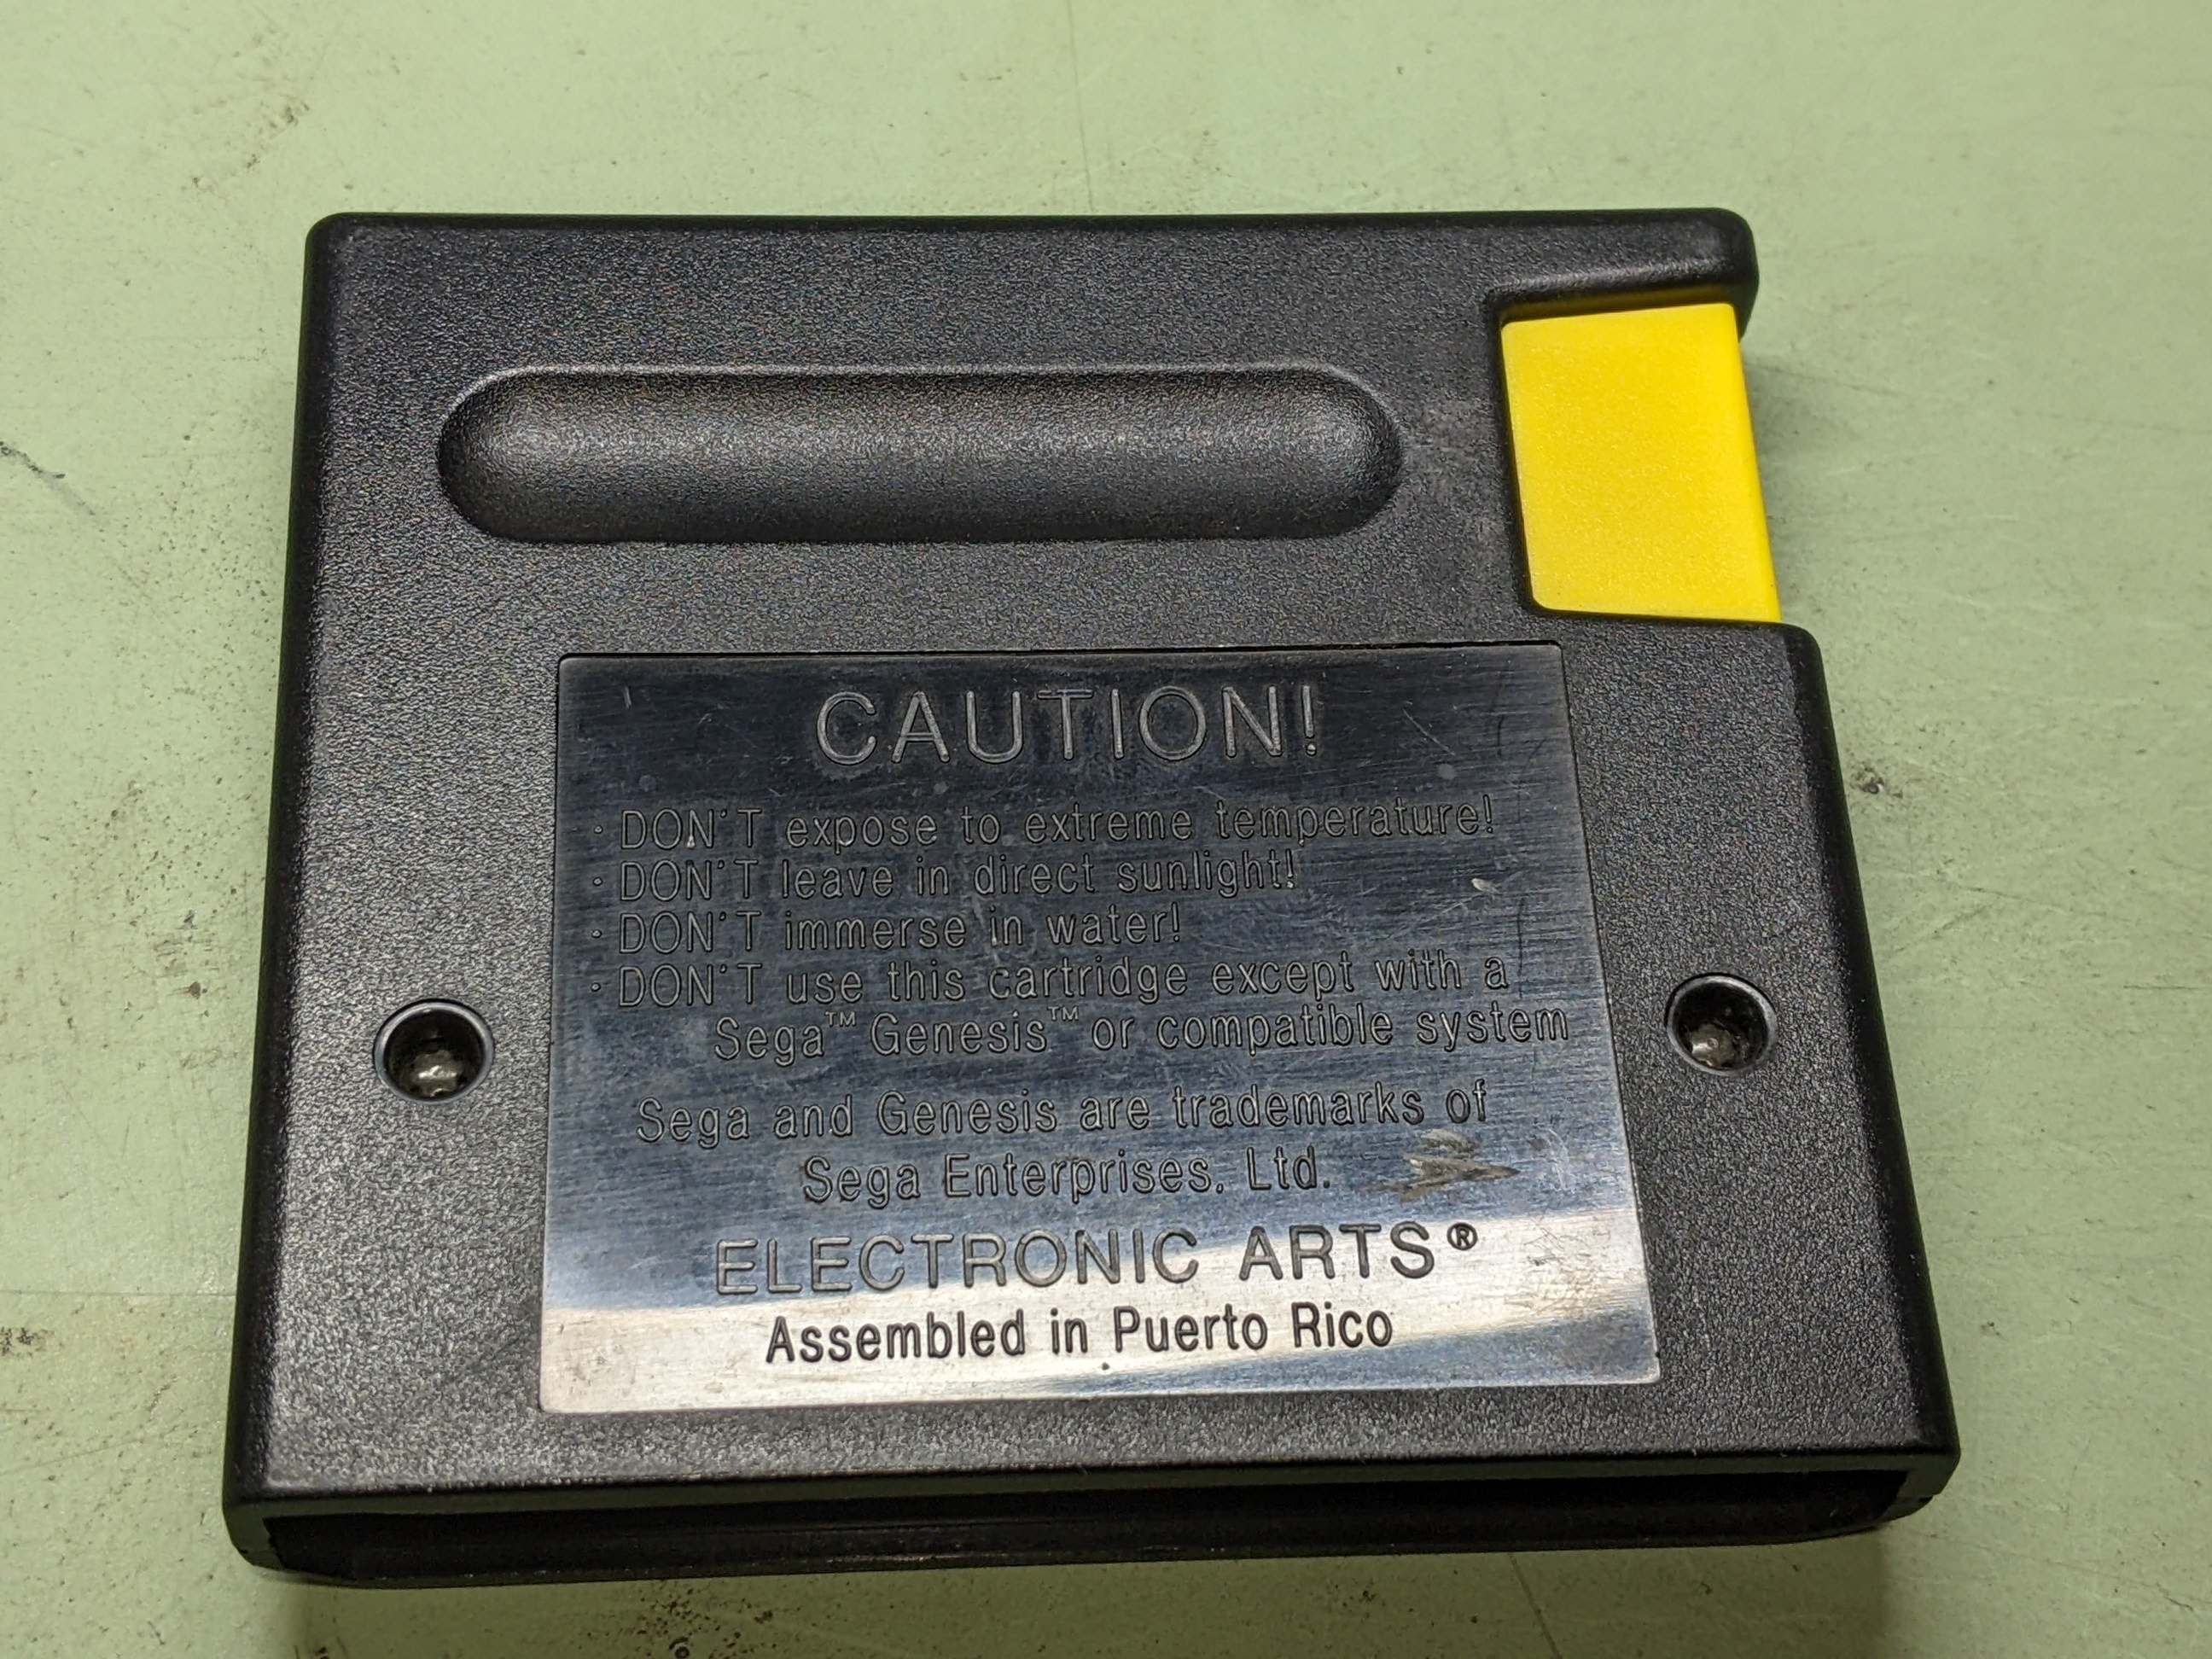 CAUTION!
· DON'T expose to extreme temperature!
· DON'T leave in direct sunlight!
· DON'T immerse in water!
· DON'T use this cartridge except with a
Sega™ Genesis™ or compatible system
Sega and Genesis are trademarks of
Sega Enterprises, Ltd.
ELECTRONIC ARTS®
Assembled in Puerto Rico